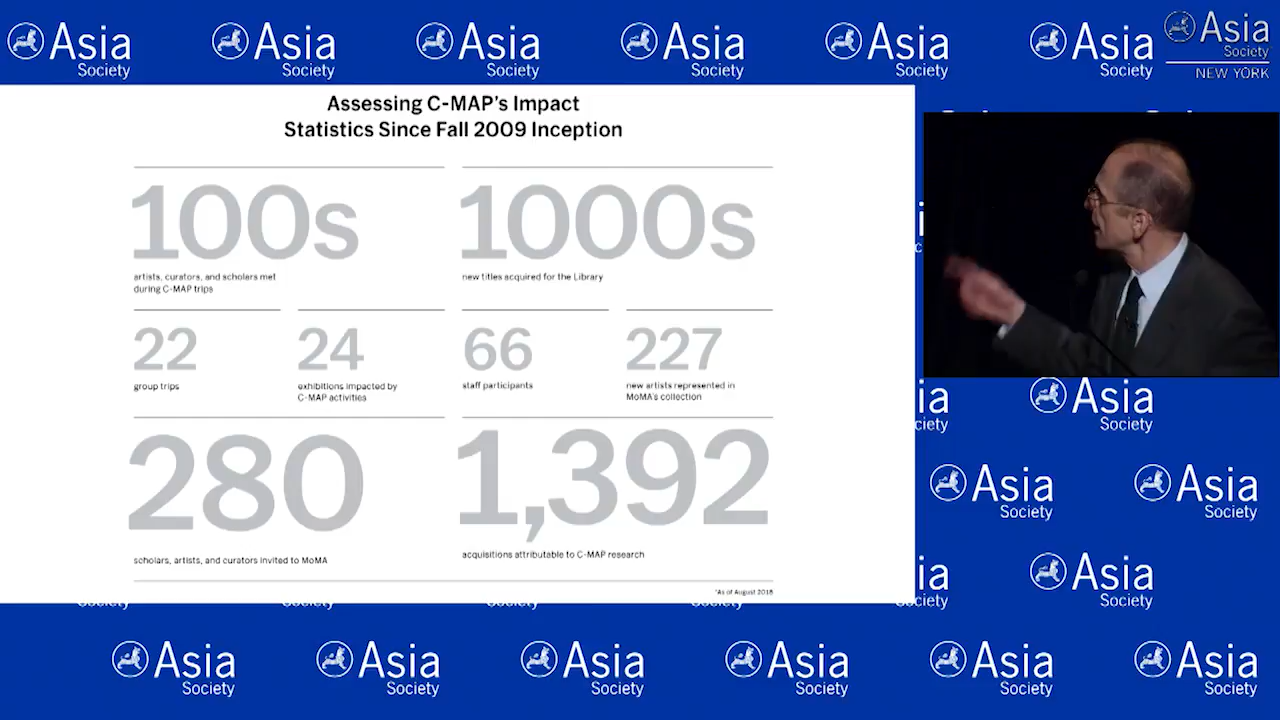 Asia
Society
Asia
Society
Asia
Society
Asia
Society
Asia
Society
Asia
Society
Asia
Society
NEW YORK
Assessing C-MAP’s Impact
Statistics Since Fall 2009 Inception
100s
artists, curators, and scholars met
during C-MAP trips
1000s
new titles acquired for the Library
22
group trips
24
exhibitions impacted by
C-MAP activities
66
staff participants
227
new artists represented in
MoMA’s collection
280
scholars, artists, and curators invited to MoMA
1,392
acquisitions attributable to C-MAP research
*As of August 2018
ia
ciety
Asia
Society
Asia
Society
Asia
Society
ia
ciety
Asia
Society
Asia
Society
Asia
Society
Asia
Society
Asia
Society
Asia
Society
Asia
Society